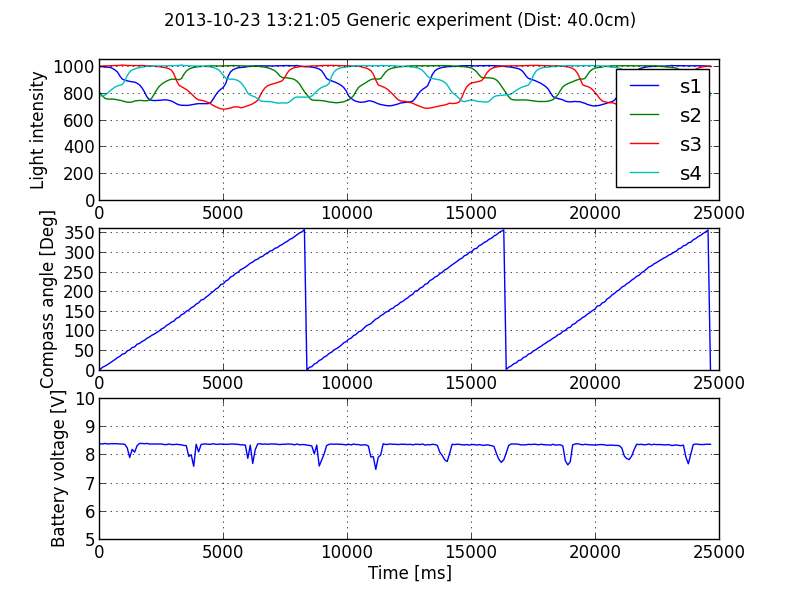 2013-10-23 13:21:05 Generic experiment (Dist: 40.0cm)
Light intensity
1000
800
600
400
200
0
s1
s2
s3
s4
0 5000 10000 15000 20000 25000
Compass angle [Deg]
350
300
250
200
150
100
50
0
0 5000 10000 15000 20000 25000
Battery voltage [V]
10
9
8
7
6
5
0 5000 10000 15000 20000 25000
Time [ms]